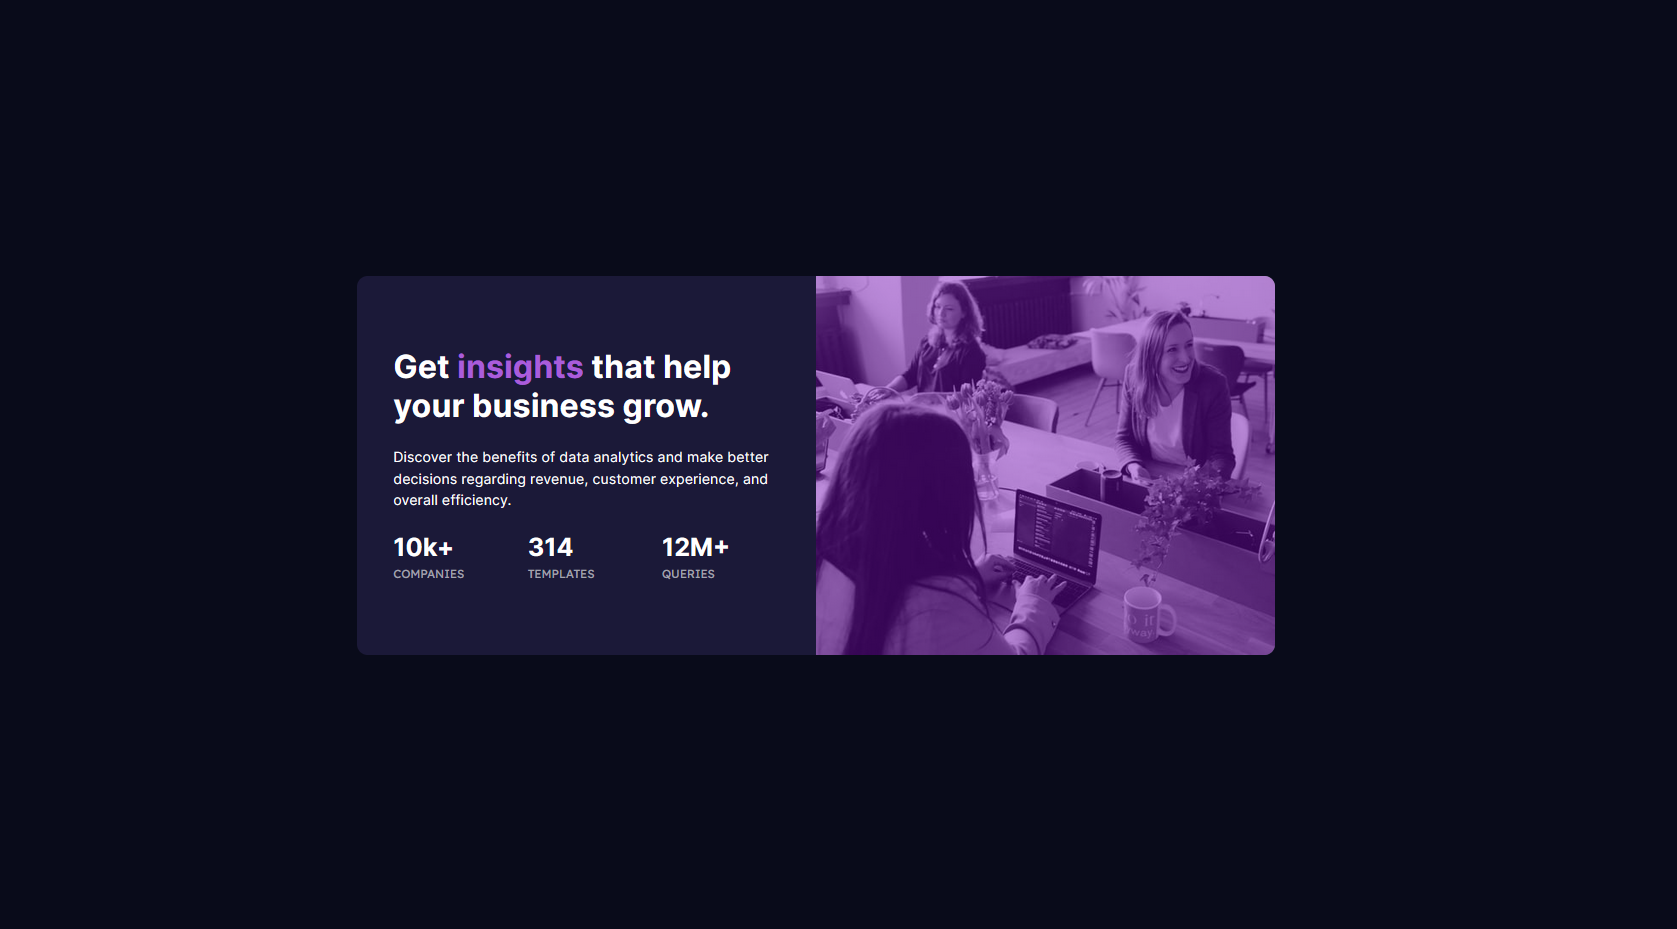 Get insights that help
your business grow.
Discover the benefits of data analytics and make better
decisions regarding revenue, customer experience, and
overall efficiency.
10k+ 314 12M+
COMPANIES TEMPLATES QUERIES